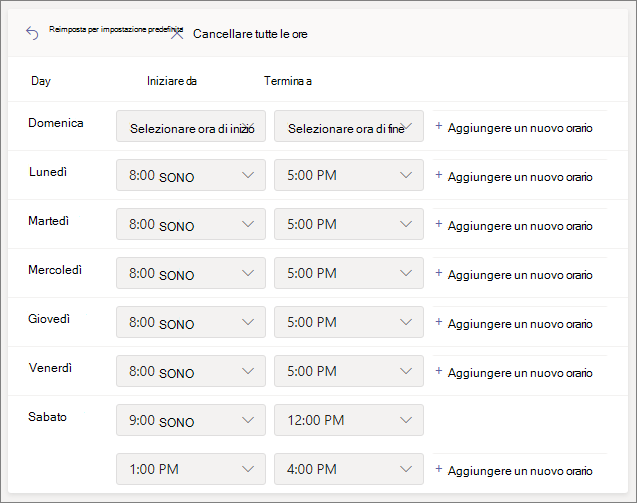 Reimposta per impostazione predefinita Cancellare tutte le ore
Day Iniziare da Termina a
Domenica Selezionare ora di inizio Selezionare ora di fine + Aggiungere un nuovo orario
Lunedì 8:00 SONO 5:00 PM + Aggiungere un nuovo orario
Martedì 8:00 SONO 5:00 PM + Aggiungere un nuovo orario
Mercoledì 8:00 SONO 5:00 PM + Aggiungere un nuovo orario
Giovedì 8:00 SONO 5:00 PM + Aggiungere un nuovo orario
Venerdì 8:00 SONO 5:00 PM + Aggiungere un nuovo orario
Sabato 9:00 SONO 12:00 PM
1:00 PM 4:00 PM + Aggiungere un nuovo orario